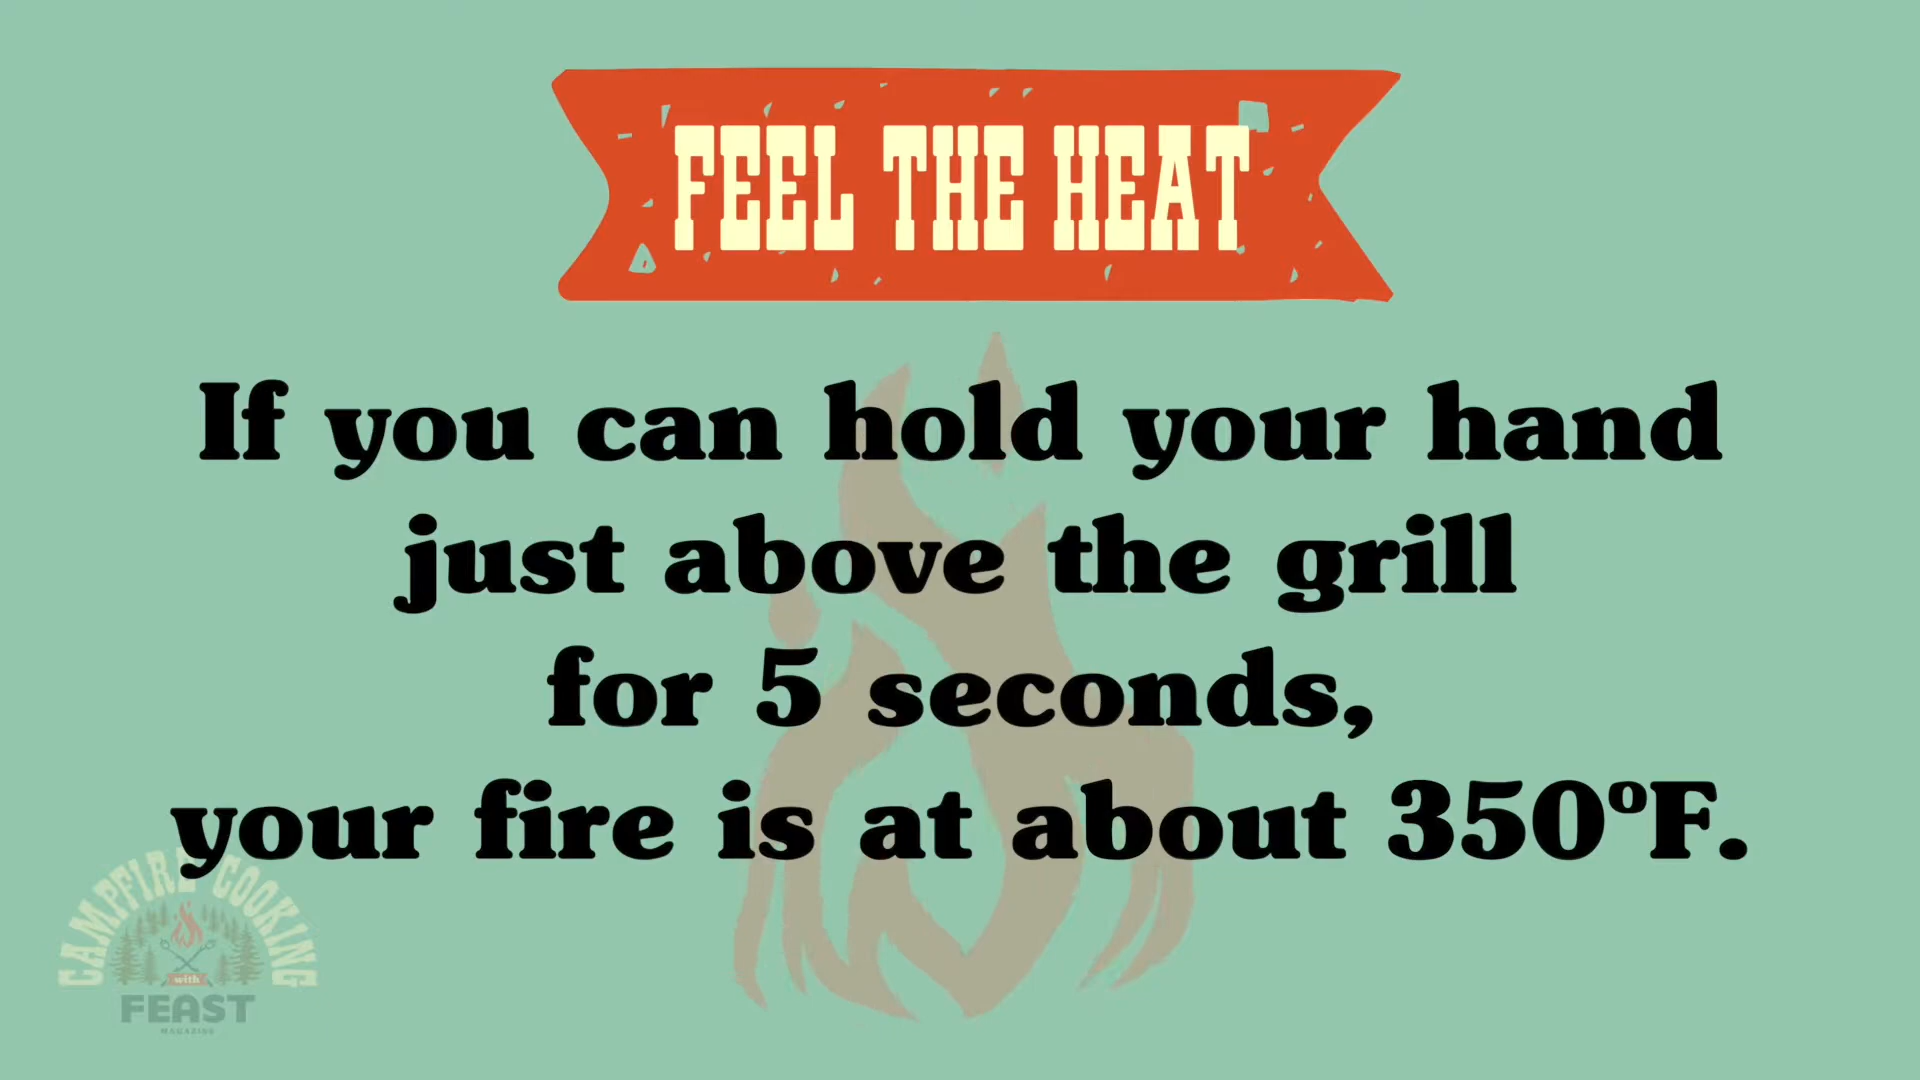 FEEL THE HEAT
If you can hold your hand
just above the grill
for 5 seconds,
your fire is at about 350ºF.
CAMPFIRE COOKING
with
FEAST
MAGAZINE